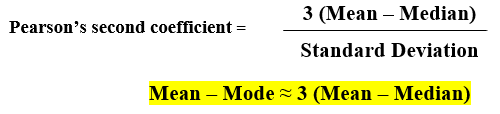 3 (Mean – Median)
Pearson’s second coefficient =
Standard Deviation
Mean – Mode ≈ 3 (Mean – Median)